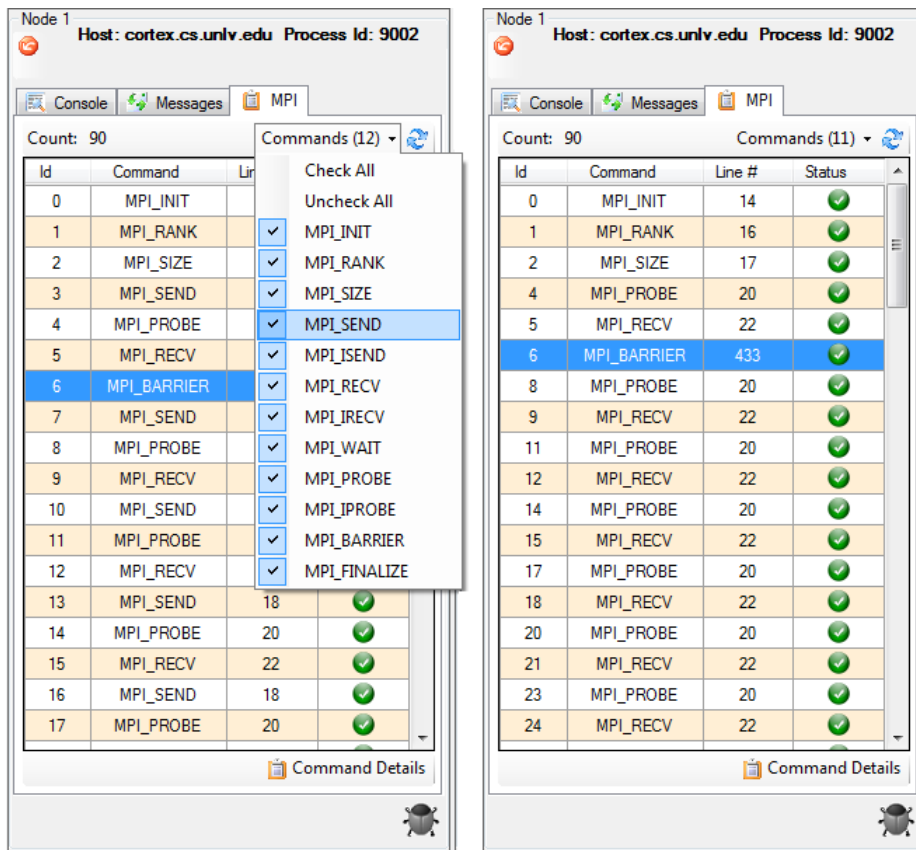 Node 1
Host: cortex.cs.unlv.edu Process Id: 9002
Console Messages MPI
Count: 90 Commands (12)
Id Command Lin
0 MPI_INIT
1 MPI_RANK
2 MPI_SIZE
3 MPI_SEND
4 MPI_PROBE
5 MPI_RECV
6 MPI_BARRIER
7 MPI_SEND
8 MPI_PROBE
9 MPI_RECV
10 MPI_SEND
11 MPI_PROBE
12 MPI_RECV
13 MPI_SEND 18
14 MPI_PROBE 20
15 MPI_RECV 22
16 MPI_SEND 18
17 MPI_PROBE 20
Check All
Uncheck All
MPI_INIT
MPI_RANK
MPI_SIZE
MPI_SEND
MPI_ISEND
MPI_RECV
MPI_IRECV
MPI_WAIT
MPI_PROBE
MPI_IPROBE
MPI_BARRIER
MPI_FINALIZE
Command Details
Node 1
Host: cortex.cs.unlv.edu Process Id: 9002
Console Messages MPI
Count: 90 Commands (11)
Id Command Line # Status
0 MPI_INIT 14
1 MPI_RANK 16
2 MPI_SIZE 17
4 MPI_PROBE 20
5 MPI_RECV 22
6 MPI_BARRIER 433
8 MPI_PROBE 20
9 MPI_RECV 22
11 MPI_PROBE 20
12 MPI_RECV 22
14 MPI_PROBE 20
15 MPI_RECV 22
17 MPI_PROBE 20
18 MPI_RECV 22
20 MPI_PROBE 20
21 MPI_RECV 22
23 MPI_PROBE 20
24 MPI_RECV 22
Command Details